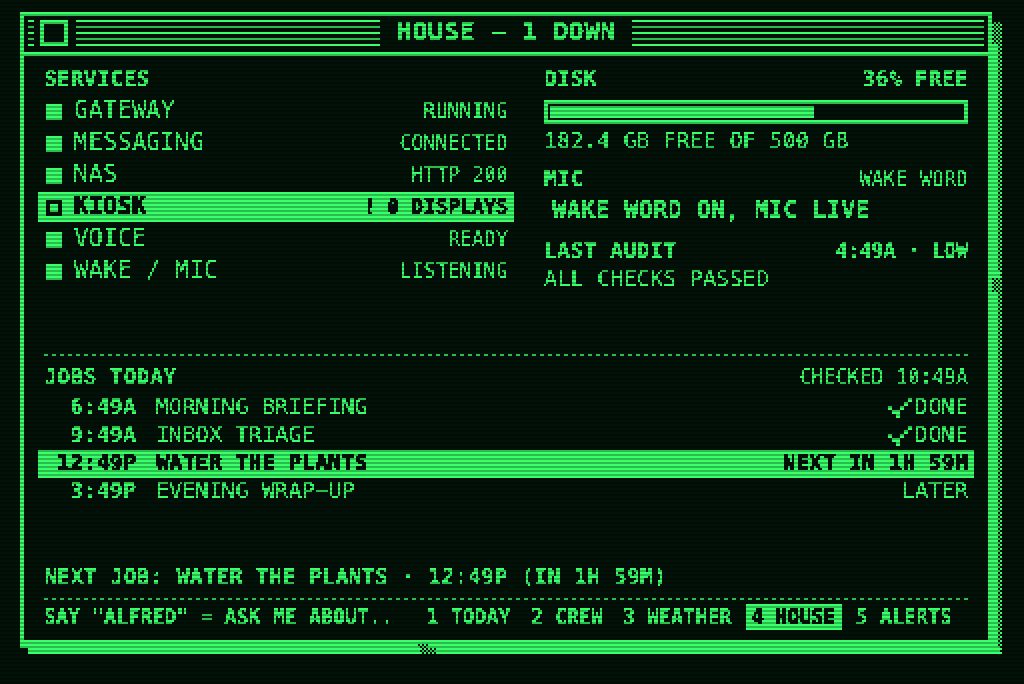 HOUSE — 1 DOWN
SERVICES
GATEWAY RUNNING
MESSAGING CONNECTED
NAS HTTP 200
KIOSK ! 0 DISPLAYS
VOICE READY
WAKE / MIC LISTENING
DISK 36% FREE
182.4 GB FREE OF 500 GB
MIC WAKE WORD
WAKE WORD ON, MIC LIVE
LAST AUDIT 4:49A · LOW
ALL CHECKS PASSED
JOBS TODAY CHECKED 10:49A
6:49A MORNING BRIEFING ✓DONE
9:49A INBOX TRIAGE ✓DONE
12:49P WATER THE PLANTS NEXT IN 1H 59M
3:49P EVENING WRAP-UP LATER
NEXT JOB: WATER THE PLANTS · 12:49P (IN 1H 59M)
SAY "ALFRED" = ASK ME ABOUT.. 1 TODAY 2 CREW 3 WEATHER 4 HOUSE 5 ALERTS